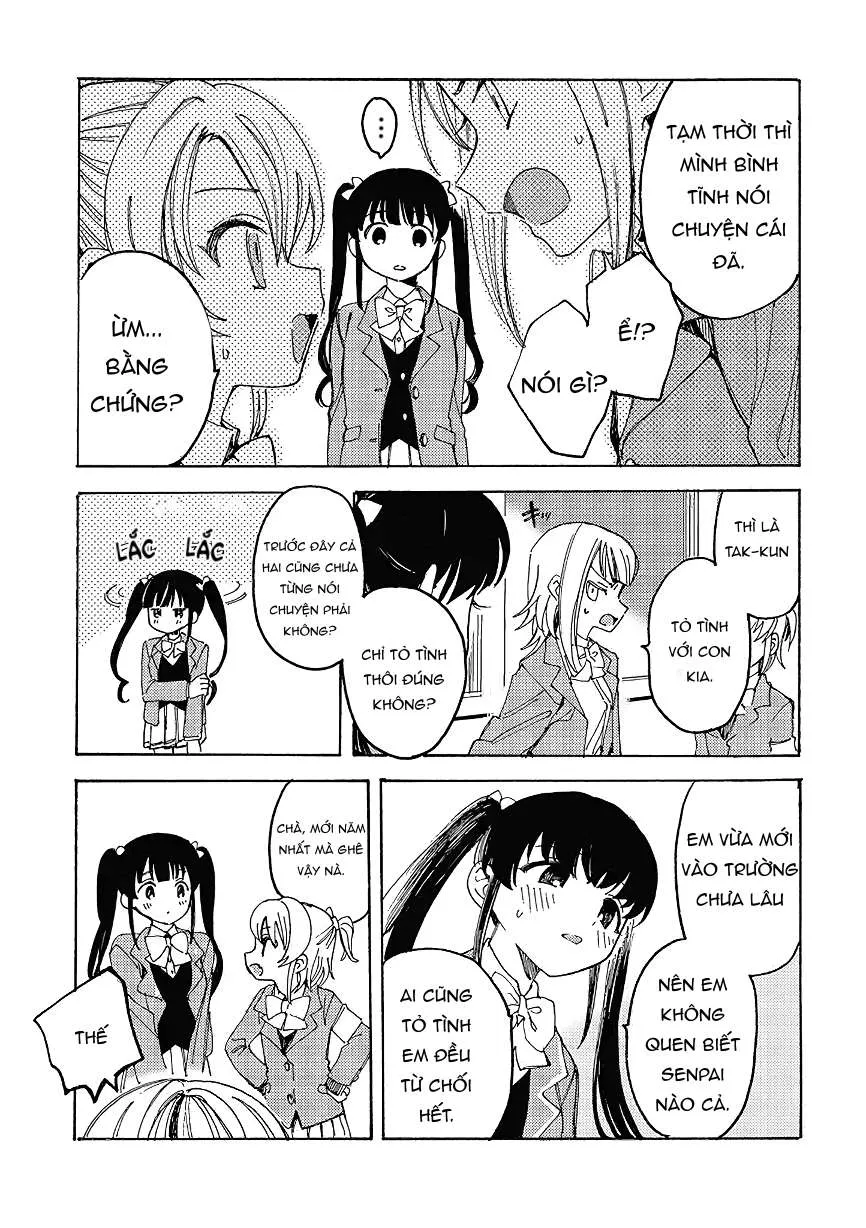 TẠM THỜI THÌ
MÌNH BÌNH
TĨNH NÓI
CHUYỆN CÁI
ĐÃ.
Ể!?
NÓI GÌ?
...
ỪM...
BẰNG
CHỨNG?
THÌ LÀ
TAK-KUN
TỎ TÌNH
VỚI CON
KIA.
キッ
TRƯỚC ĐÂY CẢ
HAI CŨNG CHƯA
TỪNG NÓI
CHUYỆN PHẢI
KHÔNG?
CHỈ TỎ TÌNH
THÔI ĐÚNG
KHÔNG?
LẮC LẮC
EM VỪA MỚI
VÀO TRƯỜNG
CHƯA LÂU
NÊN EM
KHÔNG
QUEN BIẾT
SENPAI
NÀO CẢ.
AI CŨNG
TỎ TÌNH
EM ĐỀU
TỪ CHỐI
HẾT.
CHÀ, MỚI NĂM
NHẤT MÀ GHÊ
VẬY NÀ.
THẾ